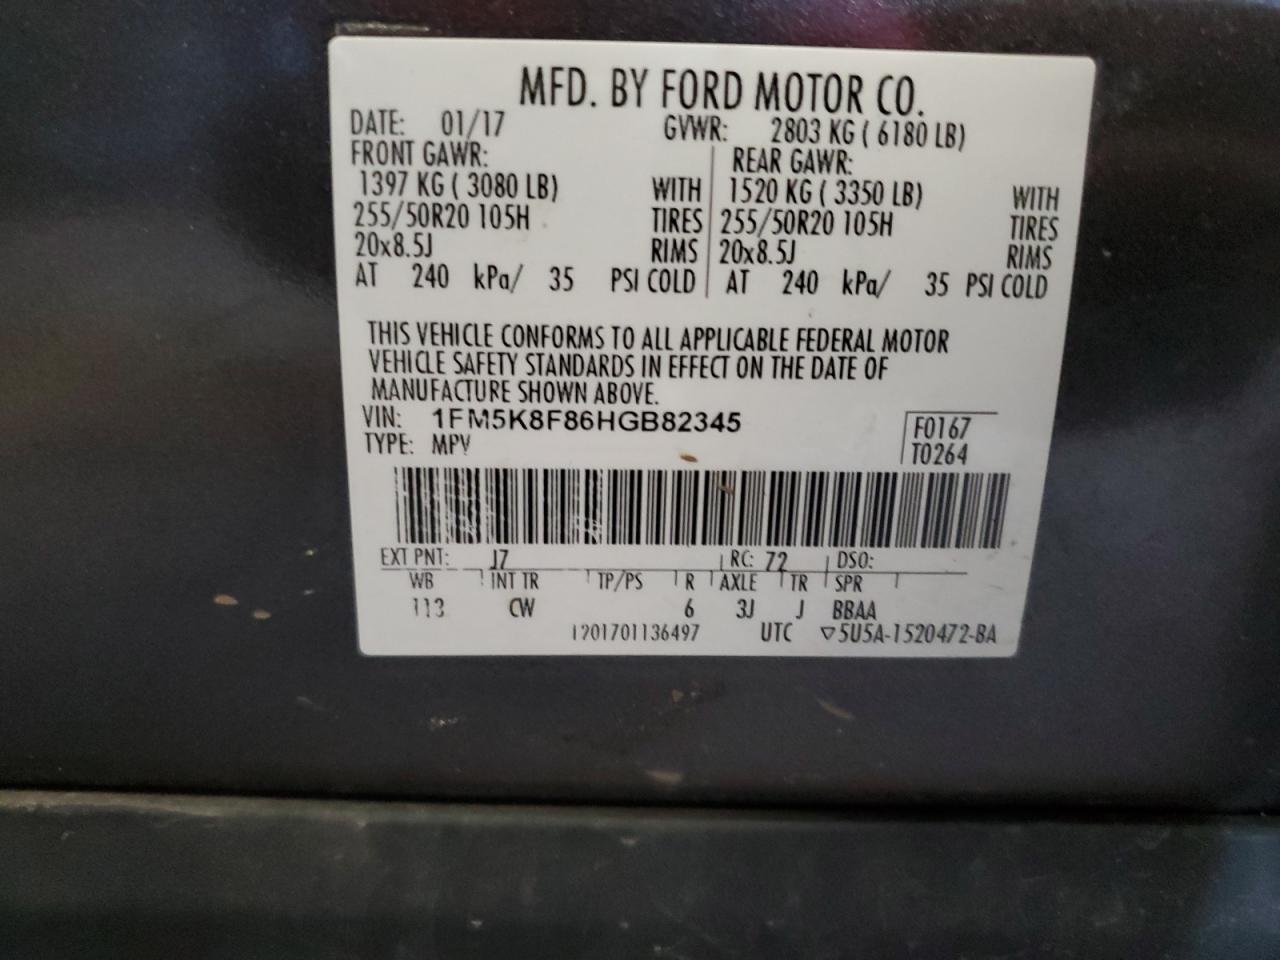 MFD. BY FORD MOTOR CO.
DATE: 01/17 GVWR: 2803 KG ( 6180 LB)
FRONT GAWR: REAR GAWR:
1397 KG ( 3080 LB) WITH 1520 KG ( 3350 LB) WITH
255/50R20 105H TIRES 255/50R20 105H TIRES
20x8.5J RIMS 20x8.5J RIMS
AT 240 kPa/ 35 PSI COLD AT 240 kPa/ 35 PSI COLD
THIS VEHICLE CONFORMS TO ALL APPLICABLE FEDERAL MOTOR
VEHICLE SAFETY STANDARDS IN EFFECT ON THE DATE OF
MANUFACTURE SHOWN ABOVE.
VIN: 1FM5K8F86HGB82345 F0167
TYPE: MPV T0264
EXT PNT: J7 RC: 72 DSO:
WB INT TR TP/PS R AXLE TR SPR
113 CW 6 3J J BBAA
UTC ▽5U5A-1520472-BA